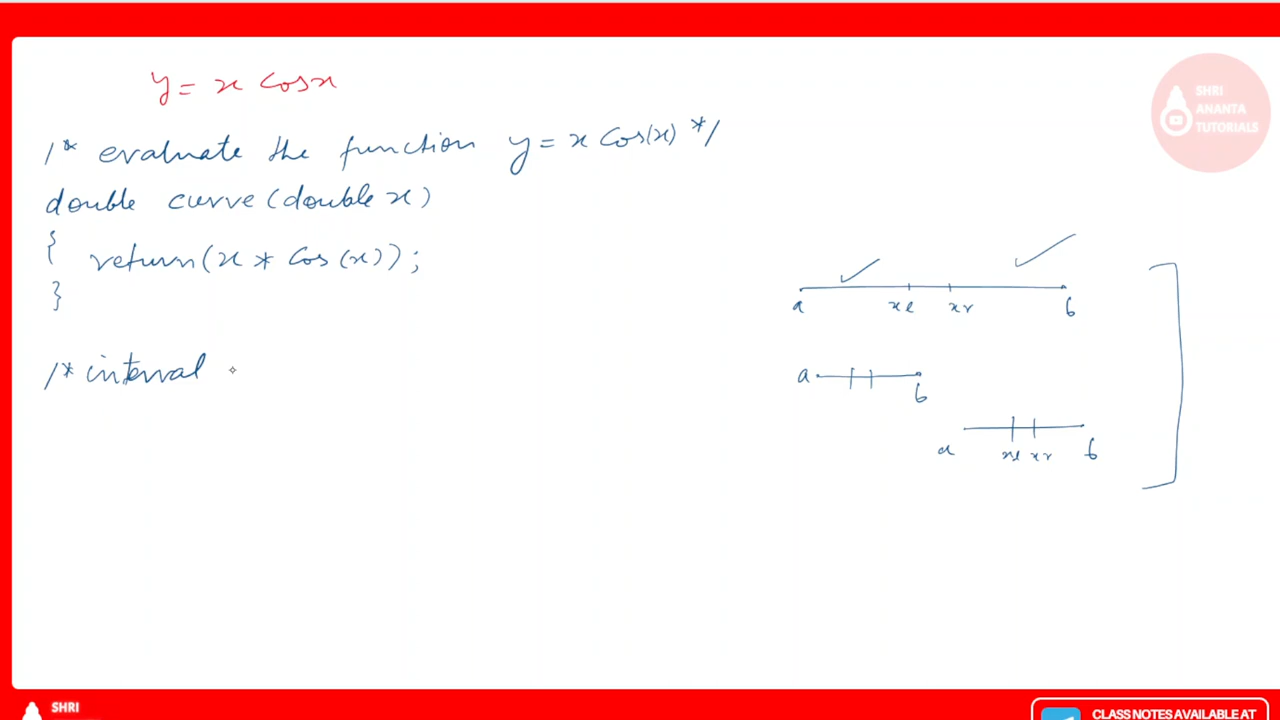 y = x cosx
/* evaluate the function y = x cos(x) */
double curve(double x)
{ return(x * cos(x));
}
/* interval
a xl xr b
a b
a xl xr b
SHRI
ANANTA
TUTORIALS
SHRI
CLASS NOTES AVAILABLE AT